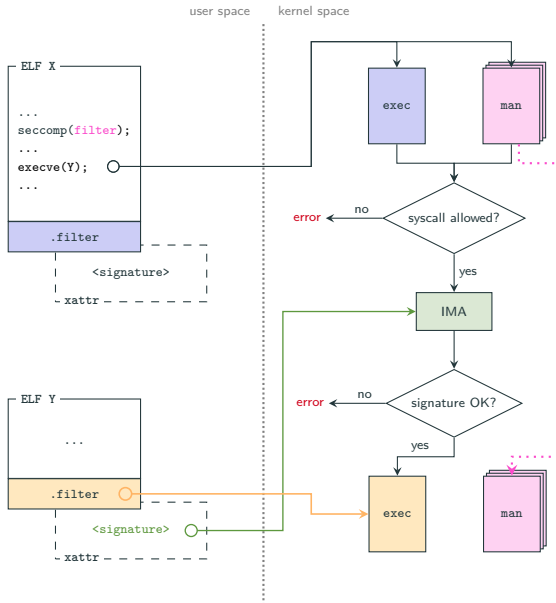 user space
kernel space
ELF X
...
seccomp(filter);
...
execve(Y);
...
.filter
<signature>
xattr
exec
man
syscall allowed?
no
error
yes
IMA
signature OK?
no
error
yes
ELF Y
...
.filter
<signature>
xattr
exec
man